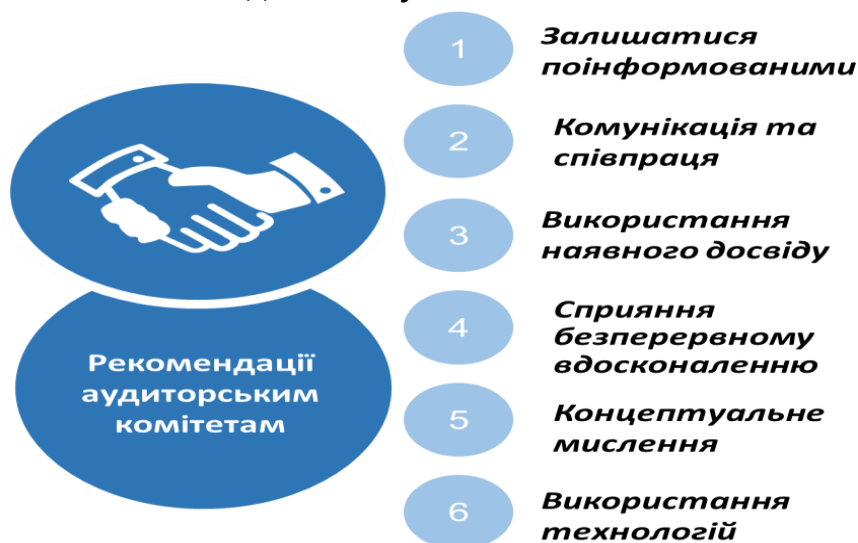 1
Залишатися
поінформованими
2
Комунікація та
співпраця
3
Використання
наявного досвіду
4
Сприяння
безперервному
вдосконаленню
5
Концептуальне
мислення
6
Використання
технологій
Рекомендації
аудиторським
комітетам